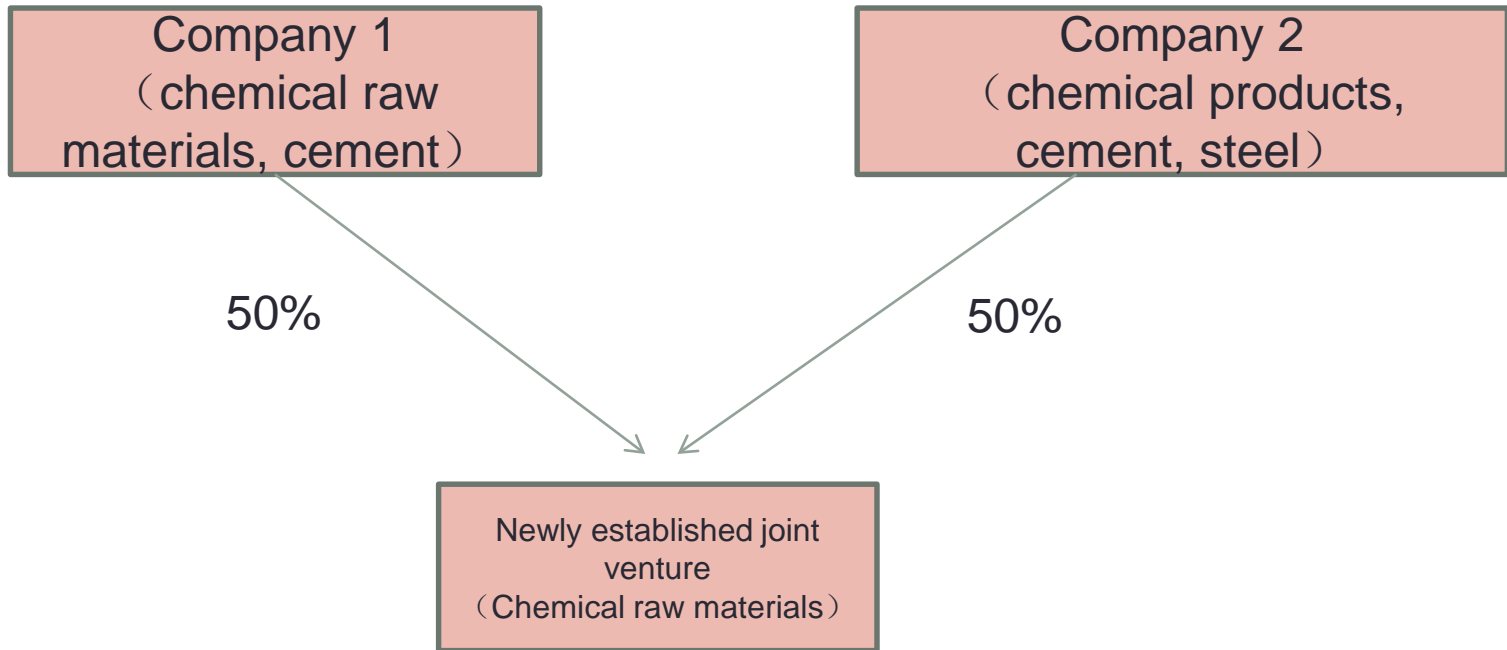 Company 1
（chemical raw
materials, cement）
Company 2
（chemical products,
cement, steel）
50%
50%
Newly established joint
venture
（Chemical raw materials）